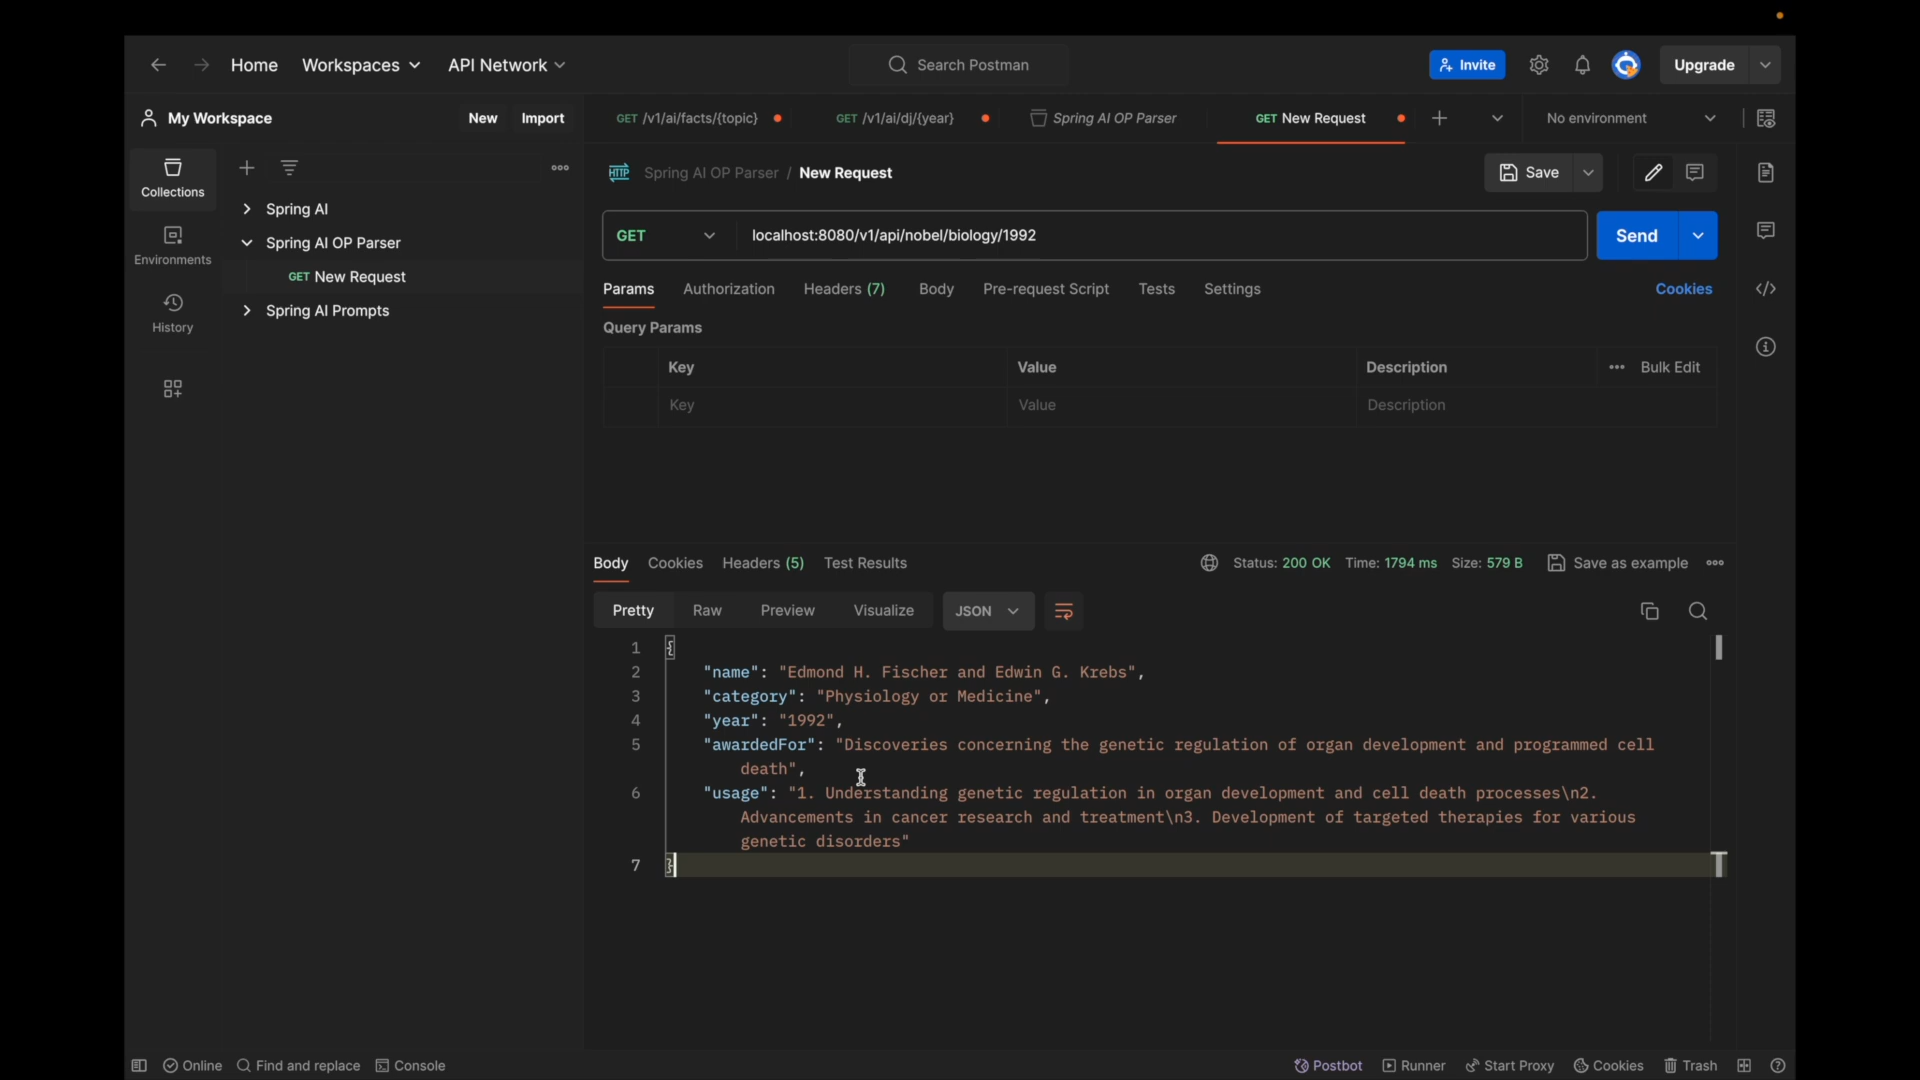 Home Workspaces API Network Search Postman Invite Upgrade
My Workspace New Import GET /v1/ai/facts/{topic} GET /v1/ai/dj/{year} Spring AI OP Parser GET New Request No environment
Collections
Environments
History
Spring AI
Spring AI OP Parser
GET New Request
Spring AI Prompts
HTTP Spring AI OP Parser / New Request Save
GET localhost:8080/v1/api/nobel/biology/1992 Send
Params Authorization Headers (7) Body Pre-request Script Tests Settings Cookies
Query Params
Key Value Description Bulk Edit
Key Value Description
Body Cookies Headers (5) Test Results Status: 200 OK Time: 1794 ms Size: 579 B Save as example
Pretty Raw Preview Visualize JSON
1 {
2 "name": "Edmond H. Fischer and Edwin G. Krebs",
3 "category": "Physiology or Medicine",
4 "year": "1992",
5 "awardedFor": "Discoveries concerning the genetic regulation of organ development and programmed cell
death",
6 "usage": "1. Understanding genetic regulation in organ development and cell death processes\n2.
Advancements in cancer research and treatment\n3. Development of targeted therapies for various
genetic disorders"
7 }
Online Find and replace Console Postbot Runner Start Proxy Cookies Trash